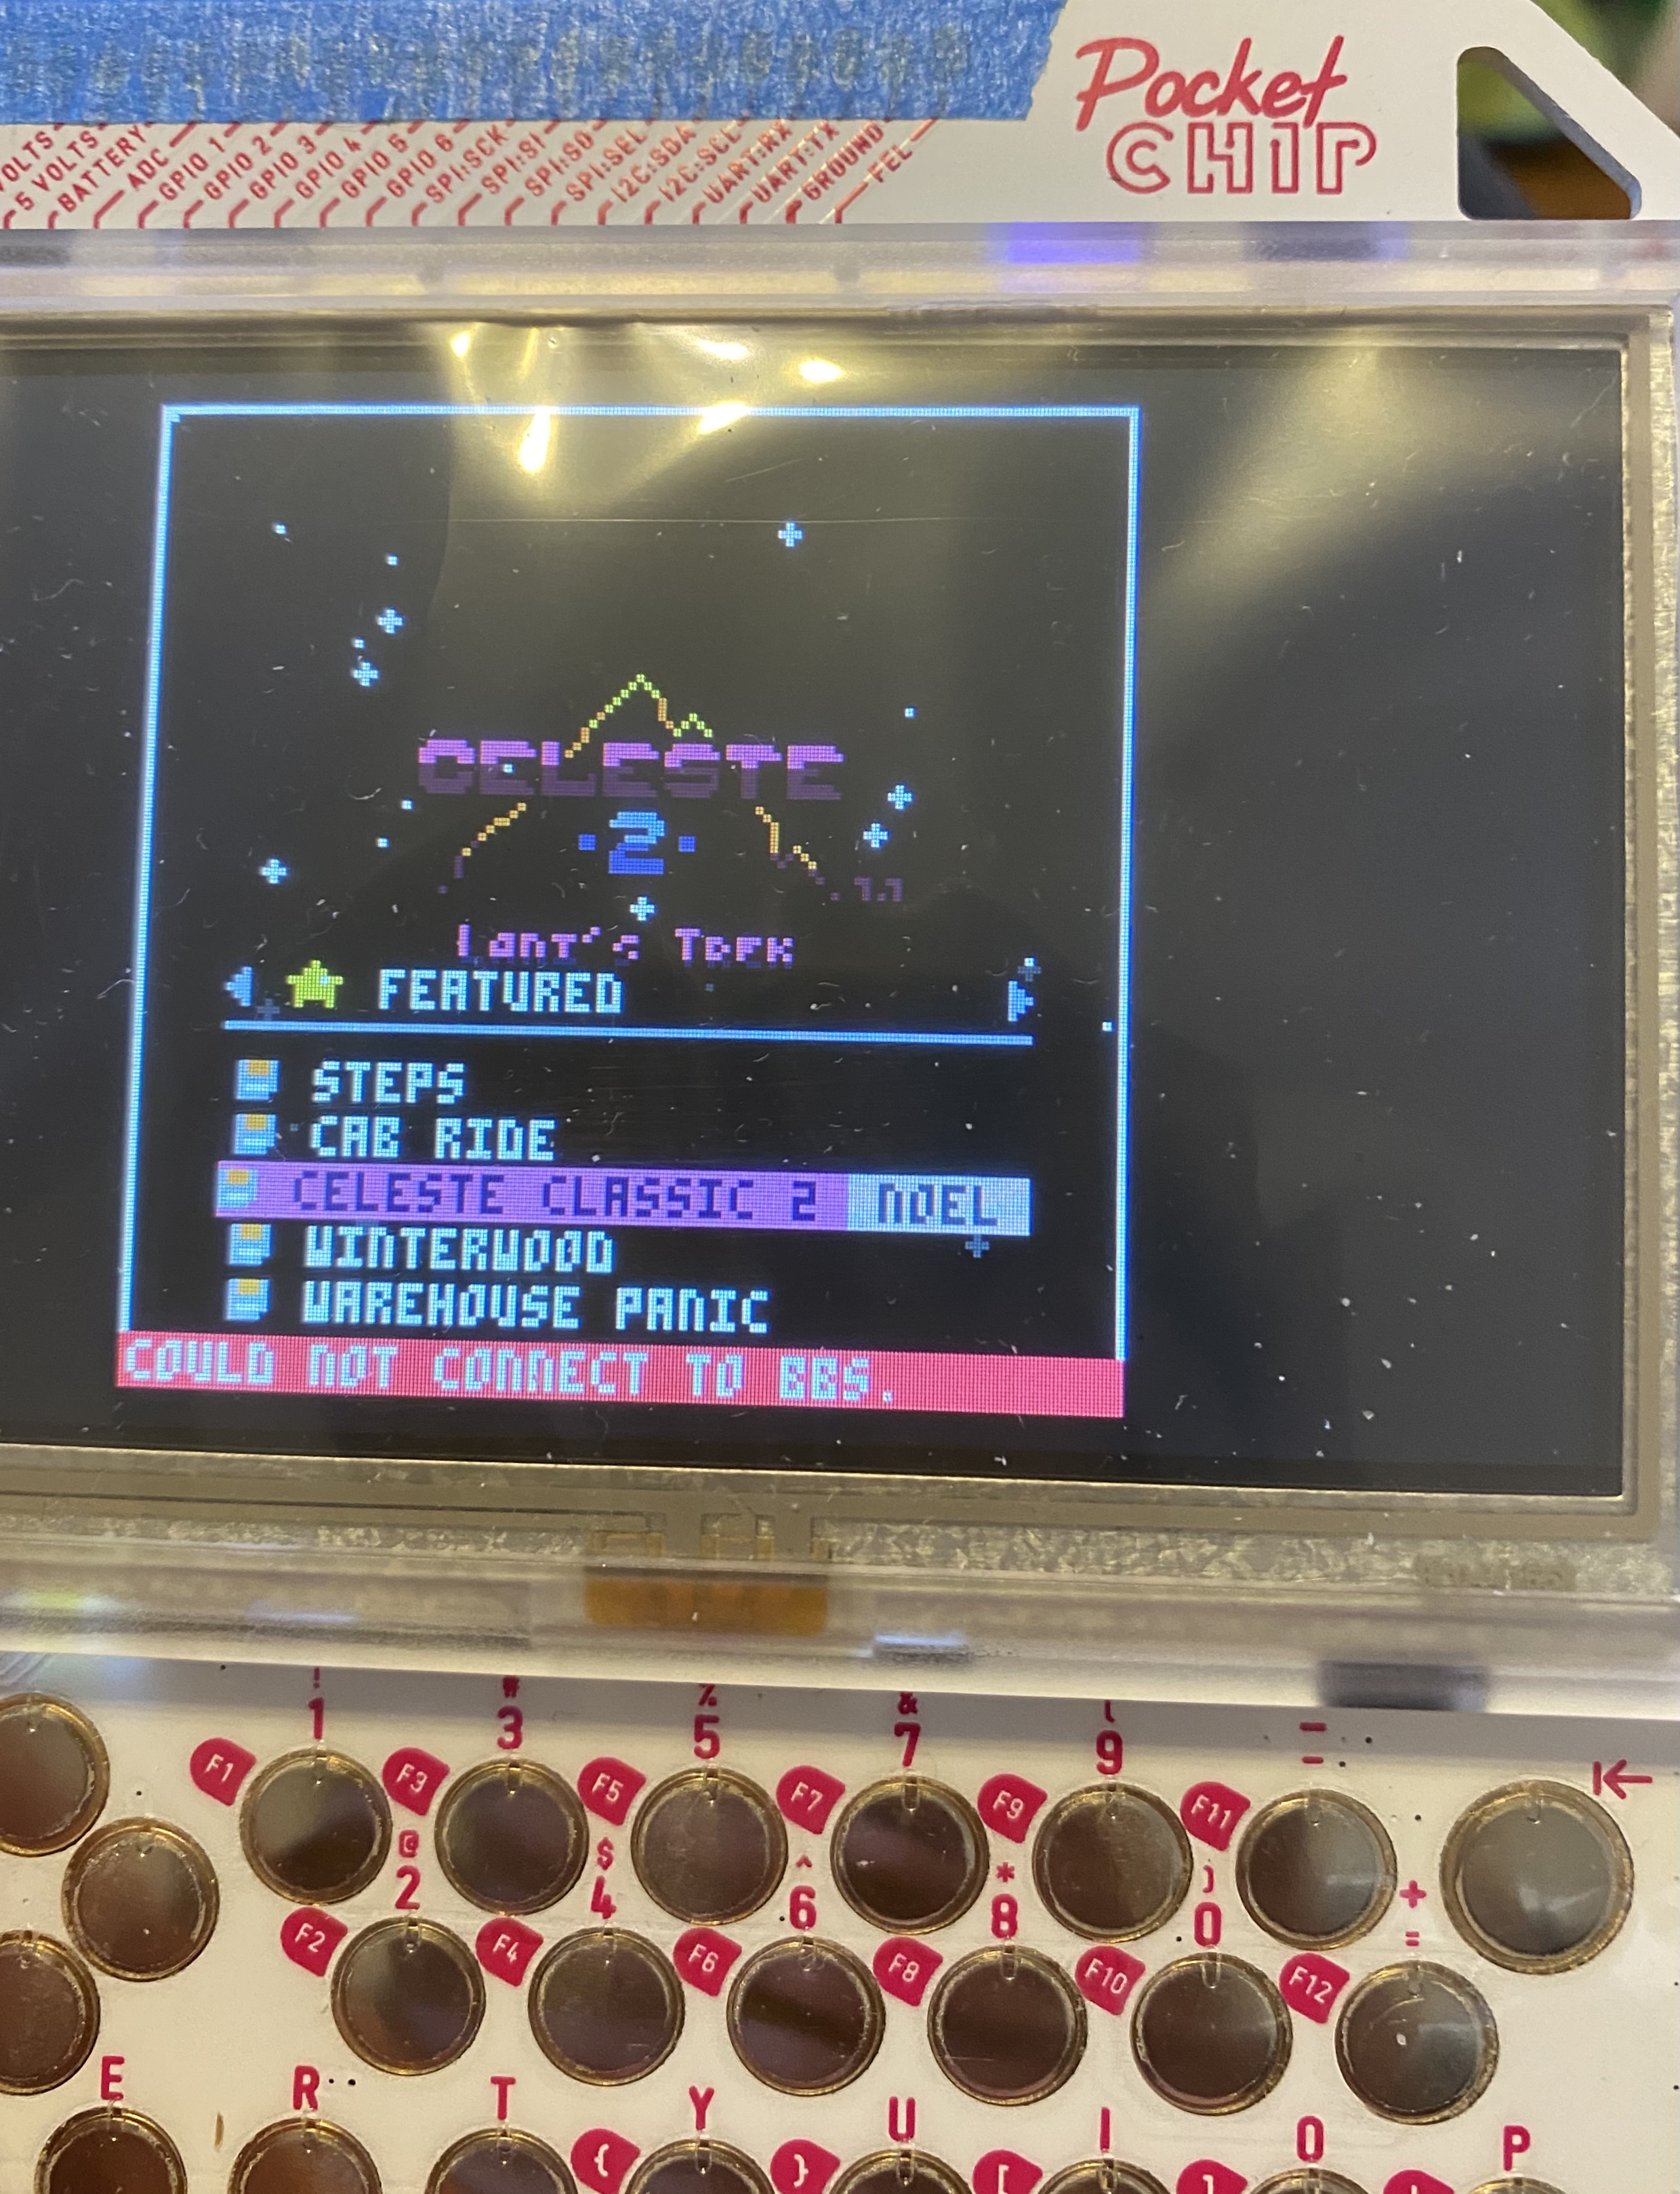 Pocket
CHIP
VOLTS
5 VOLTS
BATTERY
ADC
GPIO 1
GPIO 2
GPIO 3
GPIO 4
GPIO 5
GPIO 6
SPI:SCK
SPI:SI
SPI:SO
SPI:SEL
I2C:SDA
I2C:SCL
UART:RX
UART:TX
GROUND
FEL
CELESTE
·2·
Lani's Trek
FEATURED
STEPS
CAB RIDE
CELESTE CLASSIC 2 NOEL
WINTERWOOD
WAREHOUSE PANIC
COULD NOT CONNECT TO BBS.
! # % & ( _
1 3 5 7 9 -
F1 F3 F5 F7 F9 F11
@ $ ^ * ) +
2 4 6 8 0 =
F2 F4 F6 F8 F10 F12
E R T Y U I O P
{ } [ ]